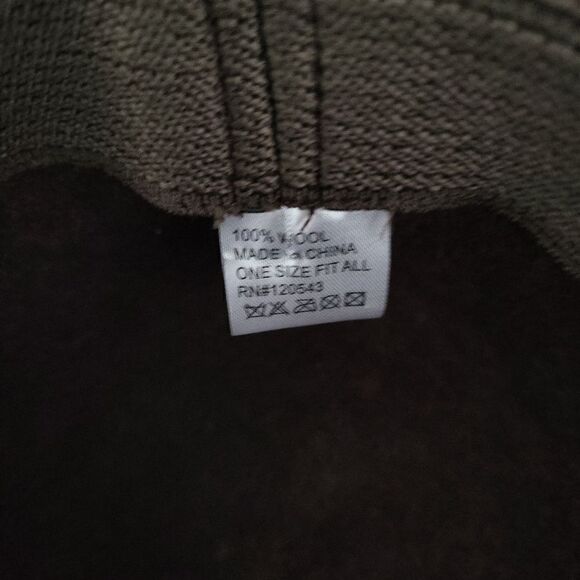 100% WOOL
MADE IN CHINA
ONE SIZE FIT ALL
RN#120543